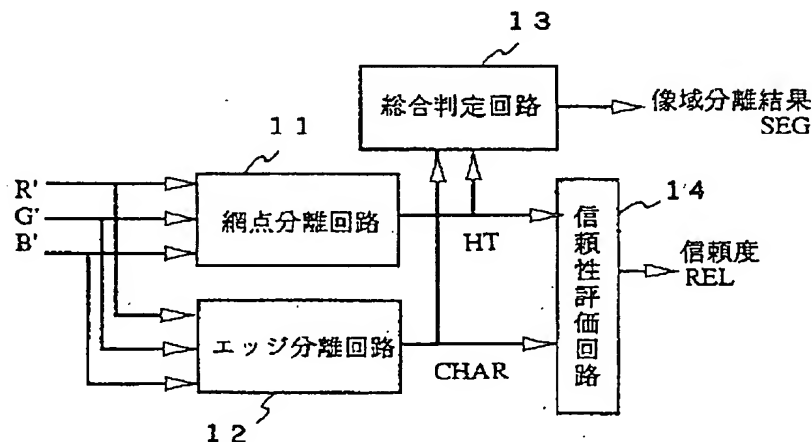 １３
総合判定回路
像域分離結果
SEG
１１
R'
G'
B'
網点分離回路
HT
１４
信頼性評価回路
信頼度
REL
エッジ分離回路
CHAR
１２